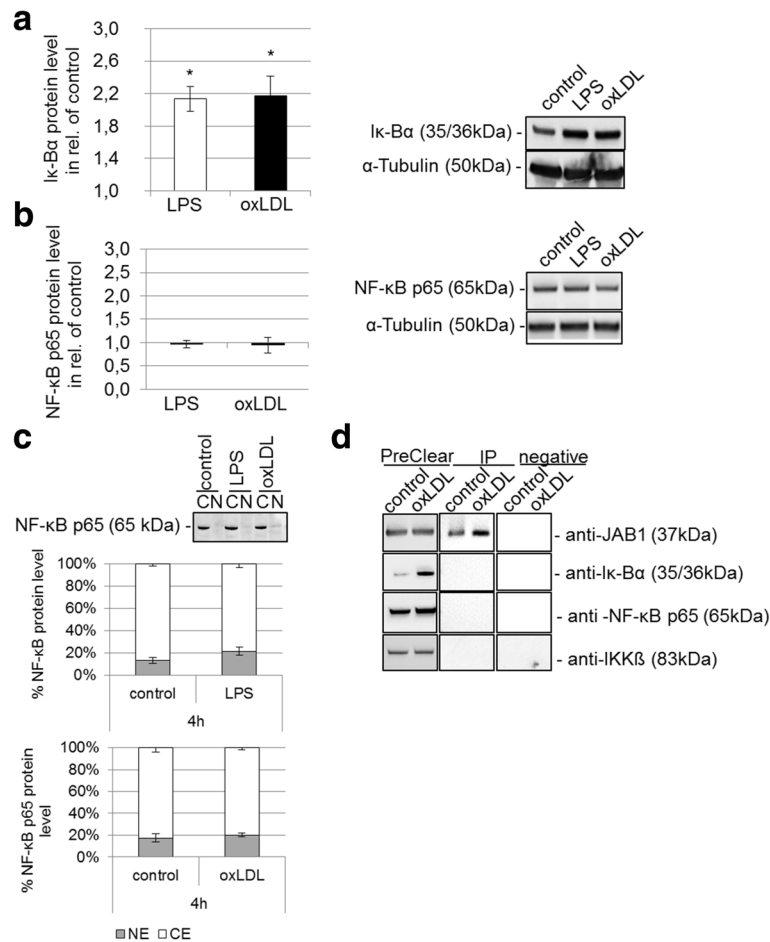 a
Iκ-Bα protein level
in rel. of control
3,0
2,6
2,2
1,8
1,4
1,0
*
*
LPS
oxLDL
control
LPS
oxLDL
Iκ-Bα (35/36kDa) -
α-Tubulin (50kDa) -
b
NF-κB p65 protein level
in rel. of control
3,0
2,5
2,0
1,5
1,0
0,5
0,0
LPS
oxLDL
control
LPS
oxLDL
NF-κB p65 (65kDa) -
α-Tubulin (50kDa) -
c
control
LPS
oxLDL
CN CN CN
NF-κB p65 (65 kDa) -
% NF-κB protein level
100%
80%
60%
40%
20%
0%
control
LPS
4h
% NF-κB p65 protein
level
100%
80%
60%
40%
20%
0%
control
oxLDL
4h
NE CE
d
PreClear IP negative
control
oxLDL
control
oxLDL
control
oxLDL
- anti-JAB1 (37kDa)
- anti-Iκ-Bα (35/36kDa)
- anti -NF-κB p65 (65kDa)
- anti-IKKß (83kDa)